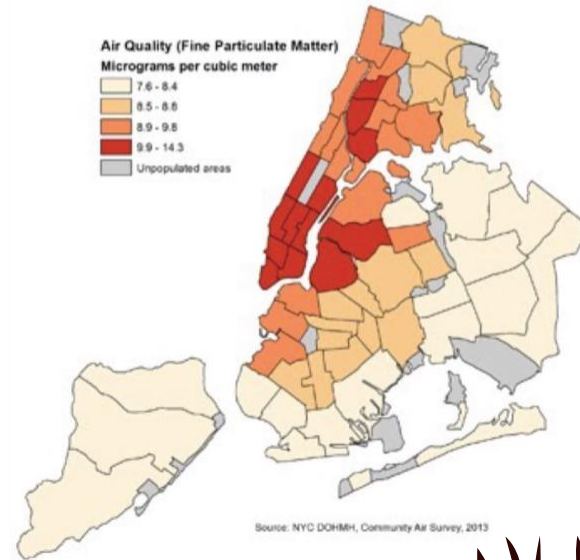 Air Quality (Fine Particulate Matter)
Micrograms per cubic meter
7.6 - 8.4
8.5 - 8.8
8.9 - 9.8
9.9 - 14.3
Unpopulated areas
Source: NYC DOHMH, Community Air Survey, 2013